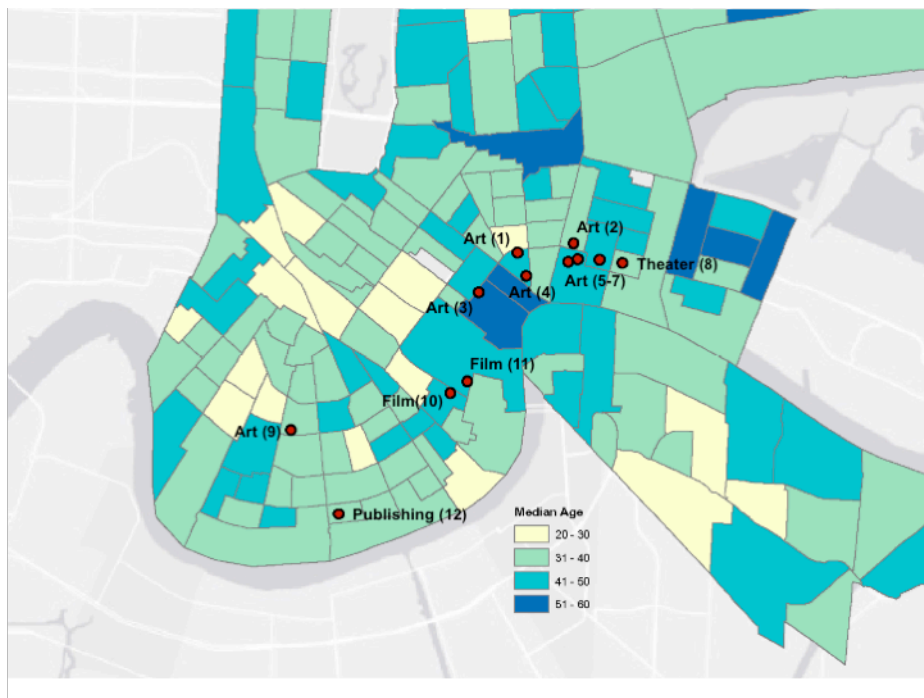 Art (1)
Art (2)
Theater (8)
Art (5-7)
Art (3)
Art (4)
Film (11)
Film(10)
Art (9)
Publishing (12)
Median Age
20 - 30
31 - 40
41 - 50
51 - 60